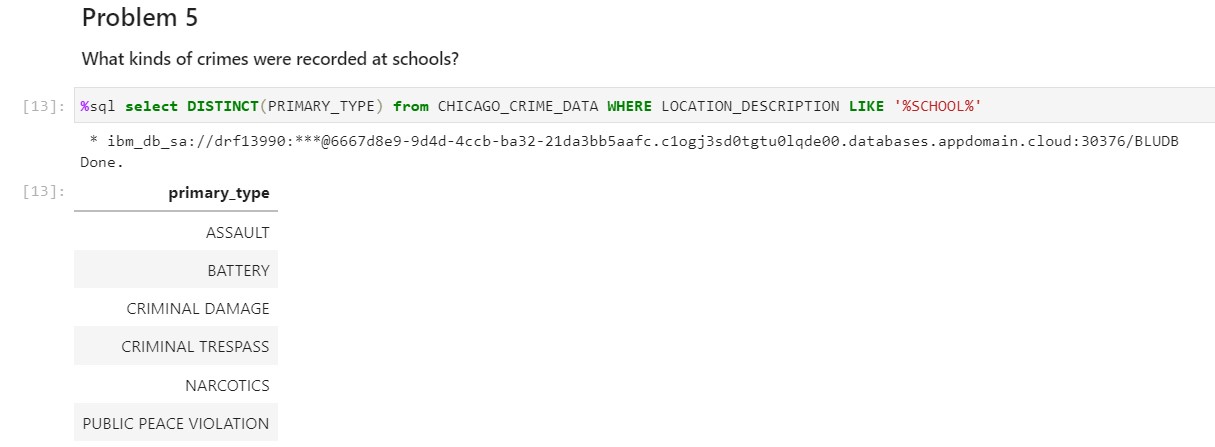 Problem 5
What kinds of crimes were recorded at schools?
[13]: %sql select DISTINCT(PRIMARY_TYPE) from CHICAGO_CRIME_DATA WHERE LOCATION_DESCRIPTION LIKE '%SCHOOL%'
* ibm_db_sa://drf13990:***@6667d8e9-9d4d-4ccb-ba32-21da3bb5aafc.c1ogj3sd0tgtu0lqde00.databases.appdomain.cloud:30376/BLUDB
Done.
[13]: primary_type
ASSAULT
BATTERY
CRIMINAL DAMAGE
CRIMINAL TRESPASS
NARCOTICS
PUBLIC PEACE VIOLATION